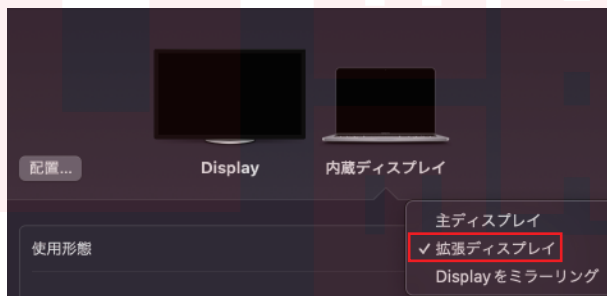 配置... Display 内蔵ディスプレイ
主ディスプレイ
使用形態 ✓ 拡張ディスプレイ
Displayをミラーリング